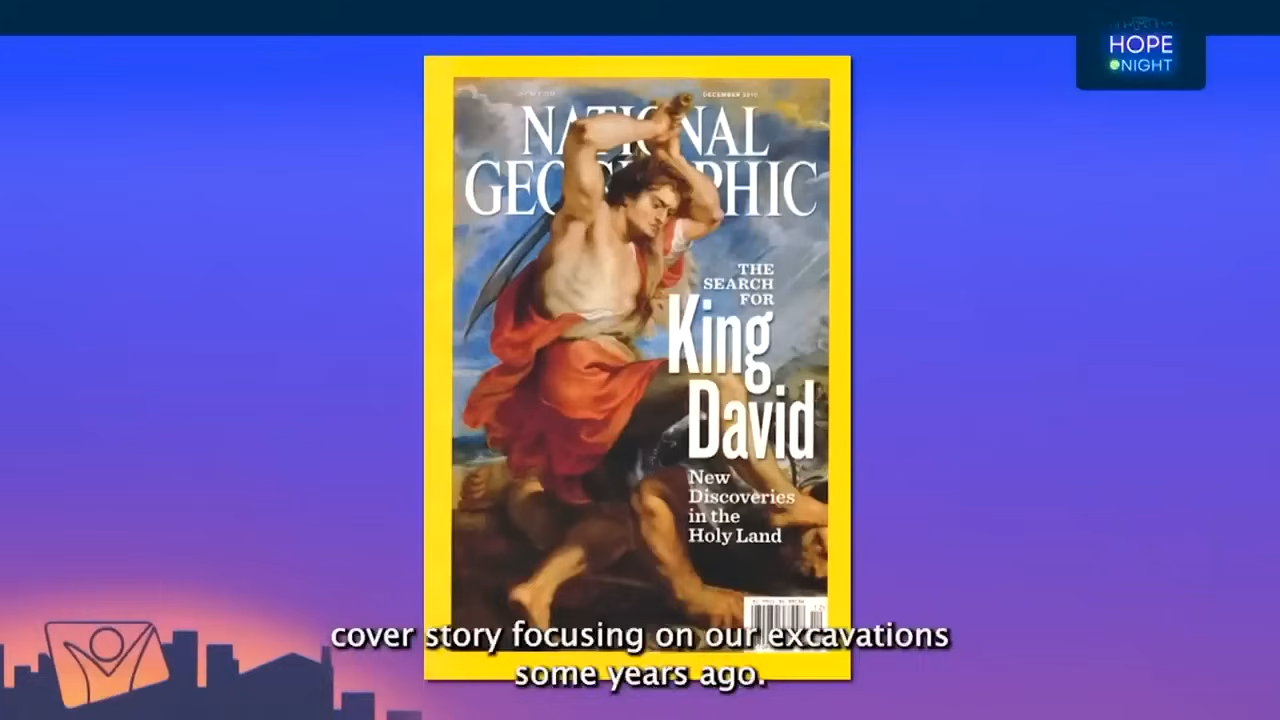 HOPE
@NIGHT
DECEMBER 2010
NATIONAL
GEOGRAPHIC
THE
SEARCH
FOR
King
David
New
Discoveries
in the
Holy Land
cover story focusing on our excavations
some years ago.